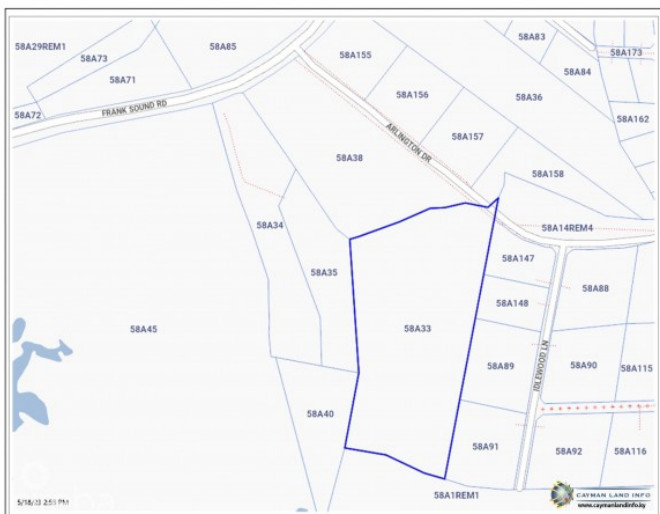 58A29REM1
58A85
58A83
58A173
58A73
58A155
58A71
58A84
58A156
58A36
58A72
FRANK SOUND RD
58A162
ARLINGTON DR
58A157
58A38
58A158
58A34
58A14REM4
58A147
58A35
58A88
58A148
58A45
58A33
58A89
IDLEWOOD LN
58A90
58A115
58A40
58A91
58A92
58A116
58A1REM1
CAYMAN LAND INFO
www.caymanlandinfo.ky